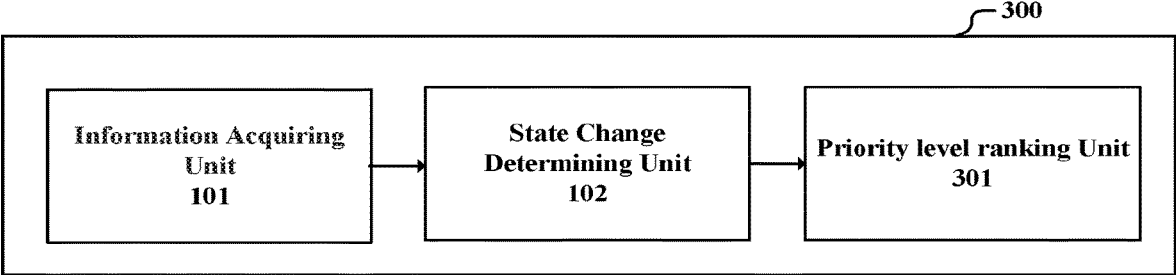 300
Information Acquiring
Unit
101
State Change
Determining Unit
102
Priority level ranking Unit
301